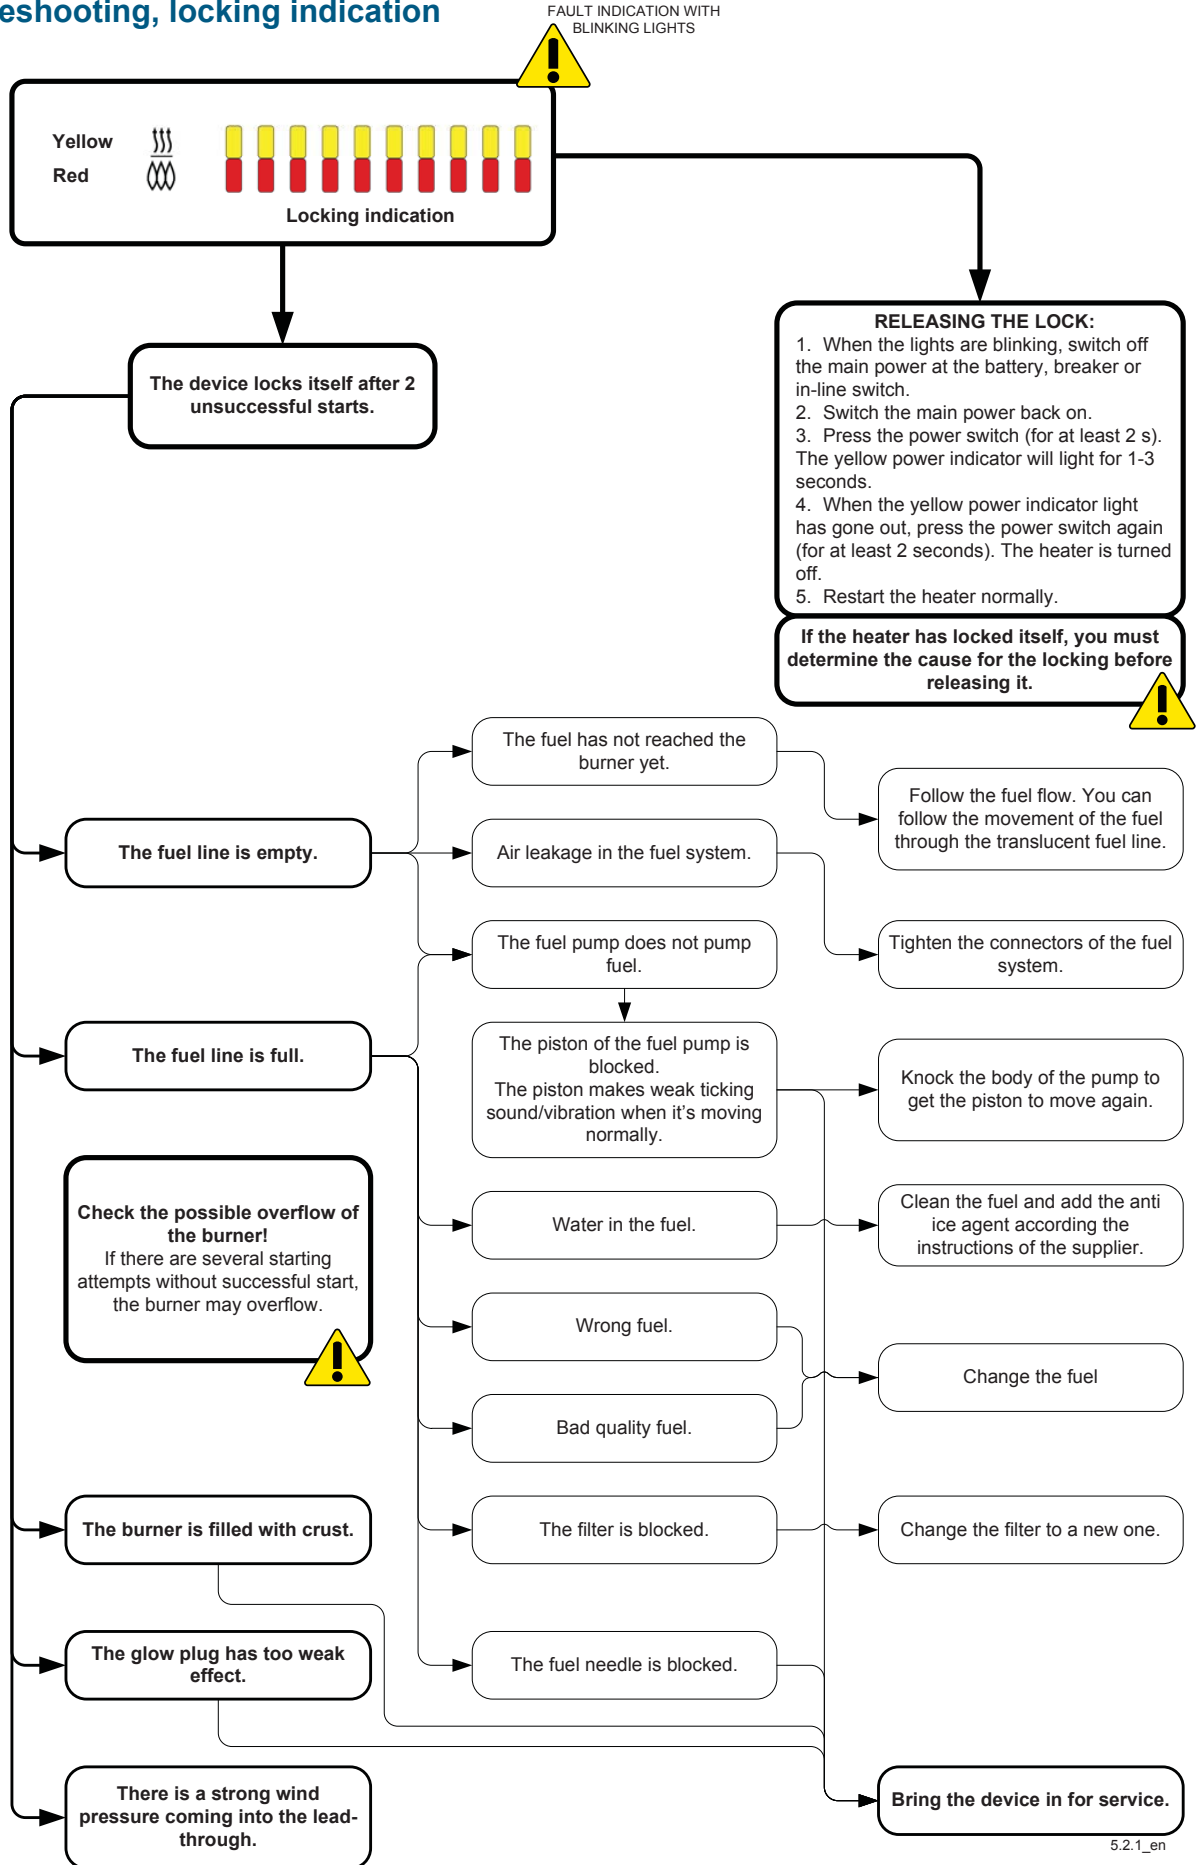 eshooting, locking indication
FAULT INDICATION WITH
BLINKING LIGHTS
Yellow
Red
Locking indication
The device locks itself after 2
unsuccessful starts.
RELEASING THE LOCK:
1. When the lights are blinking, switch off
the main power at the battery, breaker or
in-line switch.
2. Switch the main power back on.
3. Press the power switch (for at least 2 s).
The yellow power indicator will light for 1-3
seconds.
4. When the yellow power indicator light
has gone out, press the power switch again
(for at least 2 seconds). The heater is turned
off.
5. Restart the heater normally.
If the heater has locked itself, you must
determine the cause for the locking before
releasing it.
The fuel has not reached the
burner yet.
Follow the fuel flow. You can
follow the movement of the fuel
through the translucent fuel line.
The fuel line is empty.
Air leakage in the fuel system.
The fuel pump does not pump
fuel.
Tighten the connectors of the fuel
system.
The fuel line is full.
The piston of the fuel pump is
blocked.
The piston makes weak ticking
sound/vibration when it's moving
normally.
Knock the body of the pump to
get the piston to move again.
Check the possible overflow of
the burner!
If there are several starting
attempts without successful start,
the burner may overflow.
Water in the fuel.
Clean the fuel and add the anti
ice agent according the
instructions of the supplier.
Wrong fuel.
Change the fuel
Bad quality fuel.
The burner is filled with crust.
The filter is blocked.
Change the filter to a new one.
The glow plug has too weak
effect.
The fuel needle is blocked.
There is a strong wind
pressure coming into the lead-
through.
Bring the device in for service.
5.2.1_en